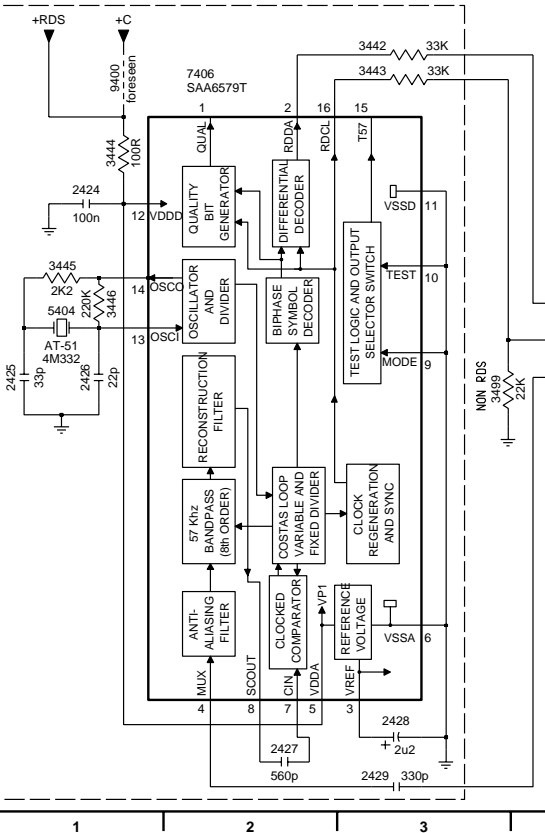 +RDS
+C
9400
foreseen
3442
33K
3443
33K
7406
SAA6579T
1
2
16
15
QUAL
RDDA
RDCL
T57
3444
100R
2424
100n
12
VDDD
QUALITY
BIT
GENERATOR
DIFFERENTIAL
DECODER
VSSD
11
3445
2K2
220K
3446
14
OSCO
OSCILLATOR
AND
DIVIDER
BIPHASE
SYMBOL
DECODER
TEST LOGIC AND OUTPUT
SELECTOR SWITCH
TEST
10
5404
AT-51
4M332
13
OSCI
2425
33p
2426
22p
MODE
9
NON RDS
3499
22K
RECONSTRUCTION
FILTER
57 Khz
BANDPASS
(8th ORDER)
COSTAS LOOP
VARIABLE AND
FIXED DIVIDER
CLOCK
REGENERATION
AND SYNC
ANTI-
ALIASING
FILTER
CLOCKED
COMPARATOR
VP1
REFERENCE
VOLTAGE
VSSA
6
MUX
SCOUT
CIN
VDDA
VREF
4
8
7
5
3
2427
560p
2428
+
2u2
2429
330p
1
2
3